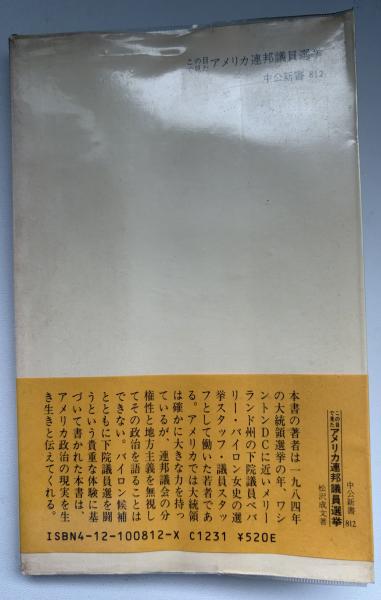 この目で見た アメリカ連邦議員選挙
中公新書 812
本書の著者は一九八四年
の大統領選挙の年、ワシ
ントンDCに近いメリー
ランド州の下院議員ベバ
リー・バイロン女史の選
挙スタッフ・議員スタッ
フとして働いた若者であ
る。アメリカでは大統領
は確かに大きな力を持っ
ているが、連邦議会の分
権性と地方主義を無視し
てその政治を語ることは
できない。バイロン候補
とともに下院議員選を闘
うという貴重な体験に基
づいて書かれた本書は、
アメリカ政治の現実を生
き生きと伝えてくれる。
中公新書 812
この目で見た アメリカ連邦議員選挙
松沢成文著
ISBN4-12-100812-X C1231 ¥520E